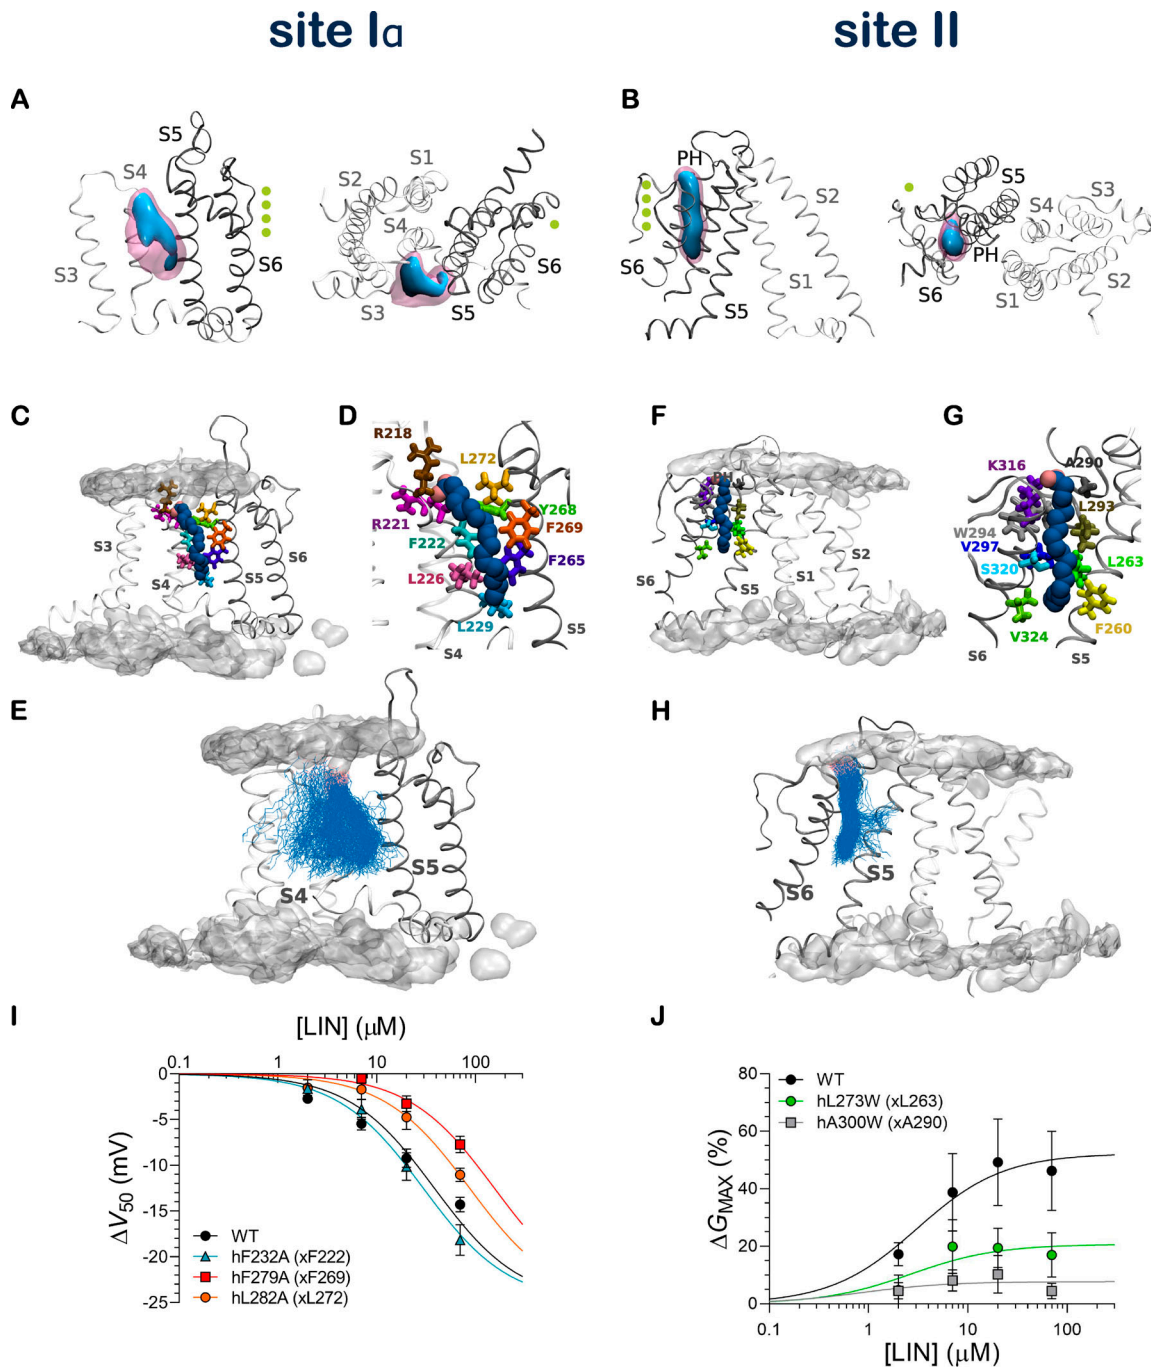 site Iα
site II
A
S5
S4
S3
S6
S1
S2
S4
S3
S5
S6
B
PH
S2
S6
S1
S5
S5
S3
S4
PH
S6
S1
S2
C
S3
S4
S5
S6
D
R218
L272
R221
Y268
F222
F269
F265
L226
L229
S5
S4
F
PH
S2
S6
S5
S1
G
K316
A290
L293
W294
V297
S320
L263
V324
F260
S6
S5
E
S5
S4
H
S5
S6
I
[LIN] (μM)
0.1 1 10 100
0
-5
-10
-15
-20
-25
ΔV50 (mV)
WT
hF232A (xF222)
hF279A (xF269)
hL282A (xL272)
J
80
60
40
20
0
ΔGMAX (%)
WT
hL273W (xL263)
hA300W (xA290)
0.1 1 10 100
[LIN] (μM)